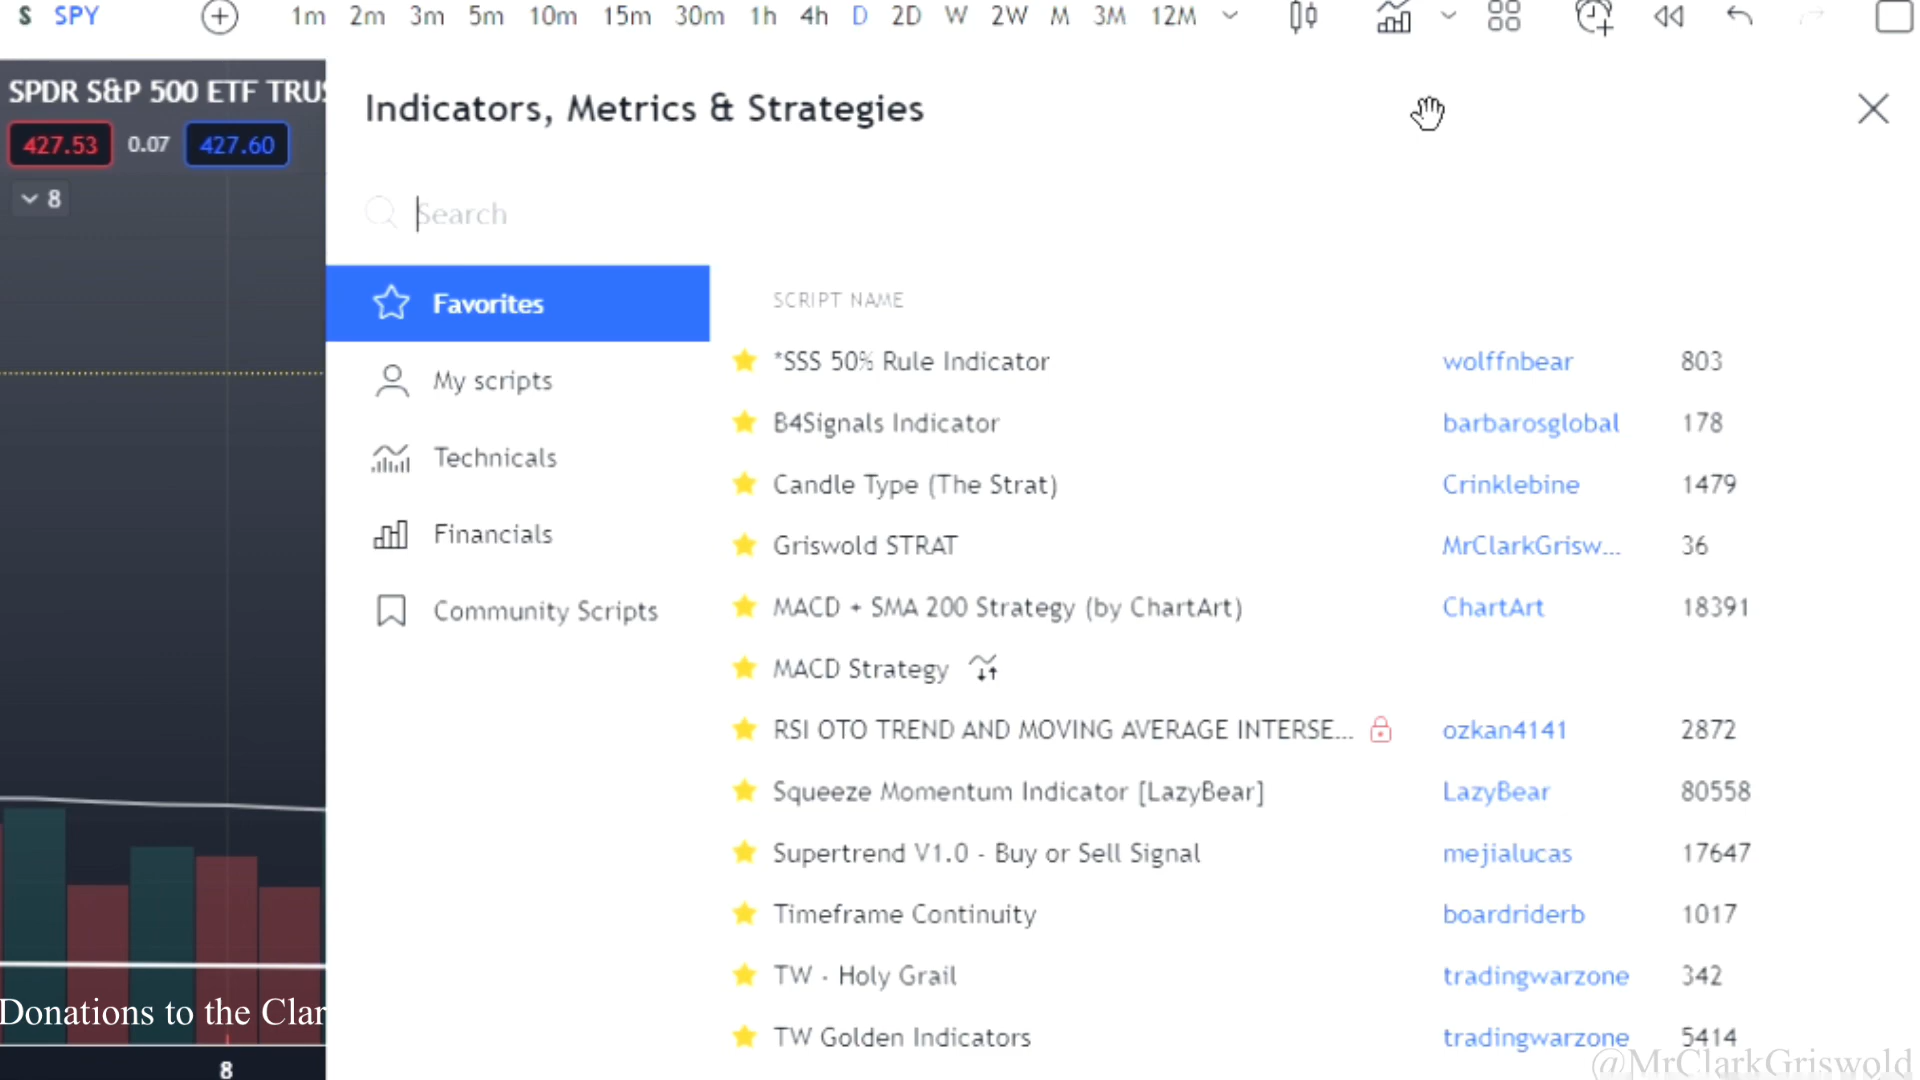 S SPY 1m 2m 3m 5m 10m 15m 30m 1h 4h D 2D W 2W M 3M 12M
SPDR S&P 500 ETF TRUS
427.53 0.07 427.60
8
Indicators, Metrics & Strategies
Search
Favorites
My scripts
Technicals
Financials
Community Scripts
SCRIPT NAME
*SSS 50% Rule Indicator wolffnbear 803
B4Signals Indicator barbarosglobal 178
Candle Type (The Strat) Crinklebine 1479
Griswold STRAT MrClarkGrisw... 36
MACD + SMA 200 Strategy (by ChartArt) ChartArt 18391
MACD Strategy
RSI OTO TREND AND MOVING AVERAGE INTERSE... ozkan4141 2872
Squeeze Momentum Indicator [LazyBear] LazyBear 80558
Supertrend V1.0 - Buy or Sell Signal mejialucas 17647
Timeframe Continuity boardriderb 1017
TW - Holy Grail tradingwarzone 342
TW Golden Indicators tradingwarzone 5414
Donations to the Clar
8
@MrClarkGriswold